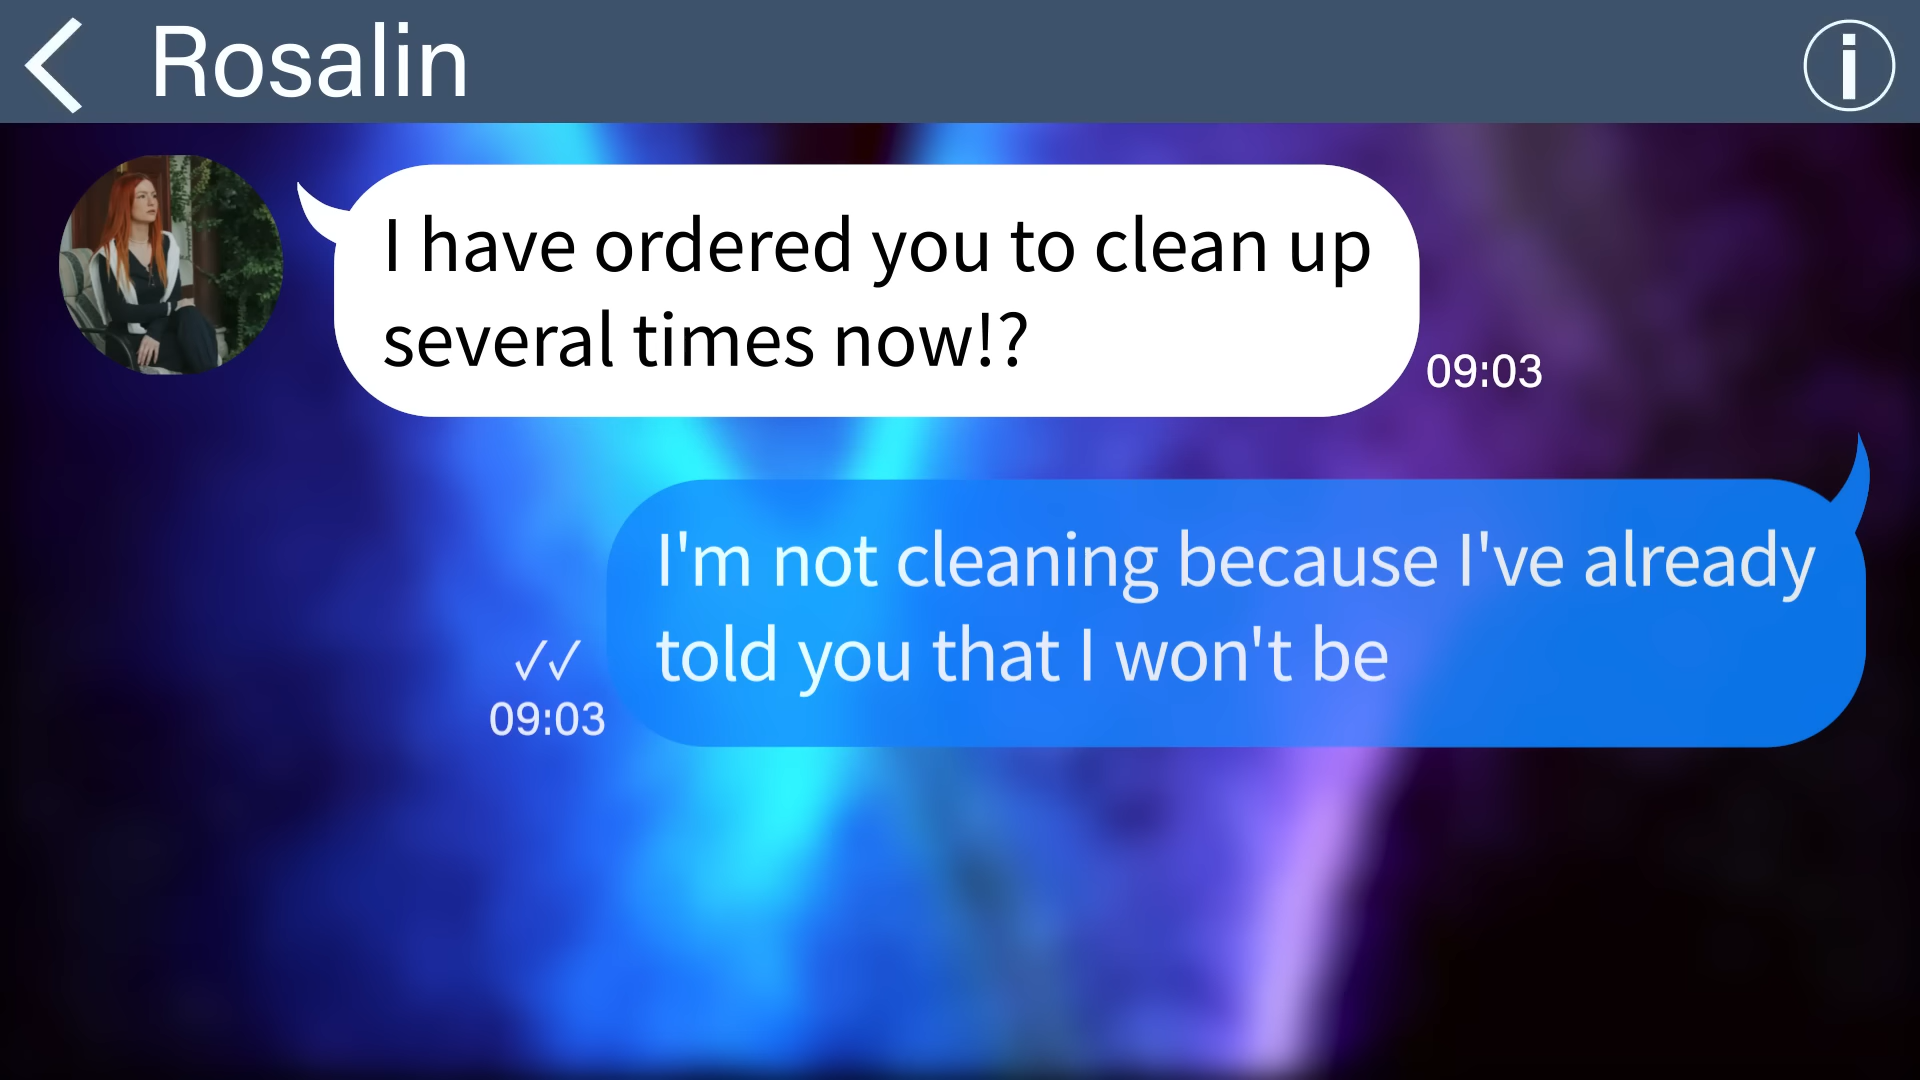 Rosalin
I have ordered you to clean up
several times now!?
09:03
I'm not cleaning because I've already
told you that I won't be
✓✓
09:03